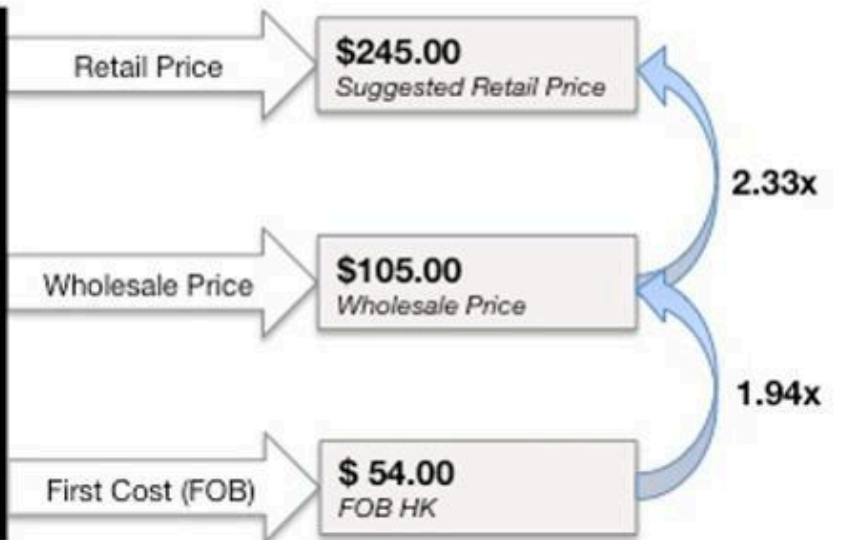 Retail Price
$245.00
Suggested Retail Price
2.33x
Wholesale Price
$105.00
Wholesale Price
1.94x
First Cost (FOB)
$ 54.00
FOB HK